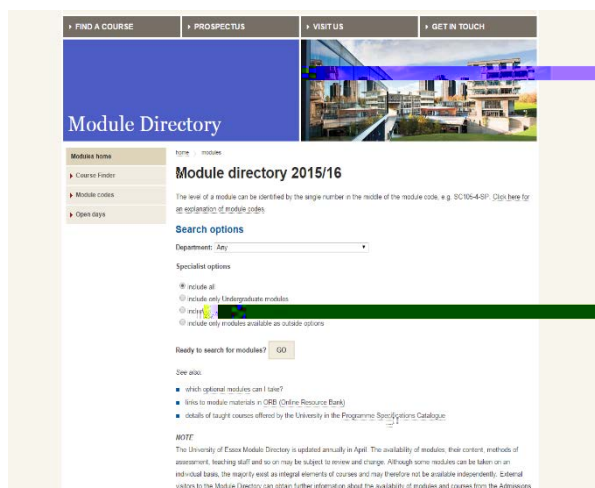 FIND A COURSE
PROSPECTUS
VISIT US
GET IN TOUCH
Module Directory
Modules home
Course Finder
Module codes
Open days
home modules
Module directory 2015/16
The level of a module can be identified by the single number in the middle of the module code, e.g. SC105-4-SP. Click here for
an explanation of module codes.
Search options
Department: Any
Specialist options
include all
include only Undergraduate modules
include only modules available as outside options
Ready to search for modules? GO
See also:
which optional modules can I take?
links to module materials in ORB (Online Resource Bank)
details of taught courses offered by the University in the Programme Specifications Catalogue
NOTE
The University of Essex Module Directory is updated annually in April. The availability of modules, their content, methods of
assessment, teaching staff and so on may be subject to review and change. Although some modules can be taken on an
individual basis, the majority exist as integral elements of courses and may therefore not be available independently. External
visitors to the Module Directory can obtain further information about the availability of modules and courses from the Admissions